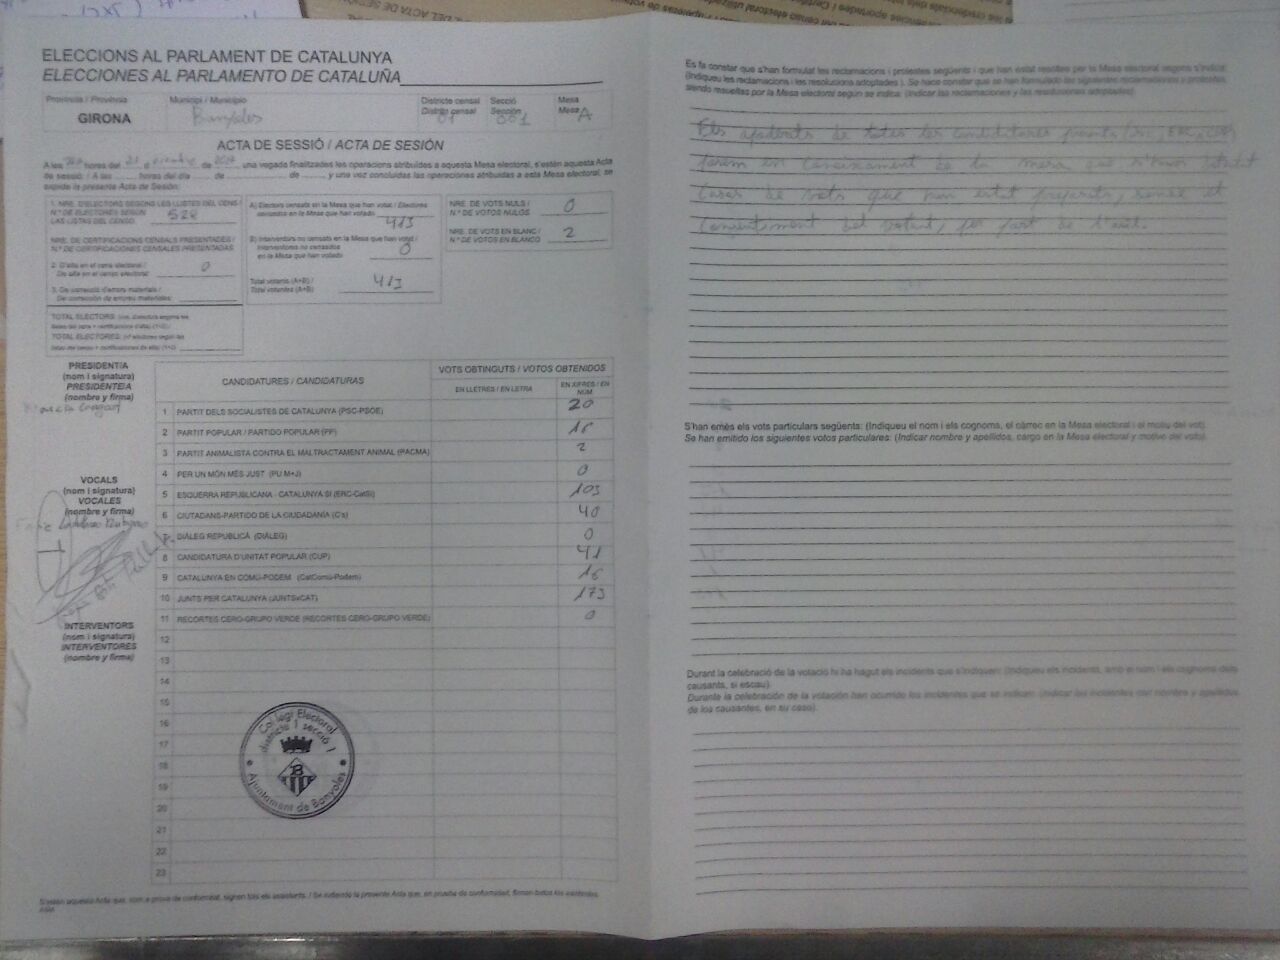 ELECCIONS AL PARLAMENT DE CATALUNYA
ELECCIONES AL PARLAMENTO DE CATALUÑA
Província / Provincia
GIRONA
Municipi / Municipio
Banyoles
Districte censal
Distrito censal
01
Secció
Sección
001
Mesa
Mesa
A
ACTA DE SESSIÓ / ACTA DE SESIÓN
A les hores del 21 de de 2017 una vegada finalitzades les operacions atribuïdes a aquesta Mesa electoral, s'estén aquesta Acta
de sessió / A las horas del día de de y una vez concluidas las operaciones atribuidas a esta Mesa electoral, se
expide la presente Acta de Sesión:
1. NRE. D'ELECTORS SEGONS LES LLISTES DEL CENS /
N.º DE ELECTORES SEGÚN
LAS LISTAS DEL CENSO
NRE. DE CERTIFICACIONS CENSALS PRESENTADES /
N.º DE CERTIFICACIONES CENSALES PRESENTADAS
2. D'alta en el cens electoral /
De alta en el censo electoral: 0
3. De correcció d'errors materials /
De corrección de errores materiales:
TOTAL ELECTORS:
TOTAL ELECTORES:
A) Electors censats en la Mesa que han votat / Electores
censados en la Mesa que han votado 413
B) Interventors no censats en la Mesa que han votat /
Interventores no censados
en la Mesa que han votado 0
Total votants (A+B) /
Total votantes (A+B) 413
NRE. DE VOTS NULS /
N.º DE VOTOS NULOS 0
NRE. DE VOTS EN BLANC /
N.º DE VOTOS EN BLANCO 2
PRESIDENT/A
(nom i signatura)
PRESIDENTE/A
(nombre y firma)
VOCALS
(nom i signatura)
VOCALES
(nombre y firma)
INTERVENTORS
(nom i signatura)
INTERVENTORES
(nombre y firma)
CANDIDATURES / CANDIDATURAS
VOTS OBTINGUTS / VOTOS OBTENIDOS
EN LLETRES / EN LETRA
EN XIFRES / EN NÚM.
1 PARTIT DELS SOCIALISTES DE CATALUNYA (PSC-PSOE) 20
2 PARTIT POPULAR / PARTIDO POPULAR (PP) 16
3 PARTIT ANIMALISTA CONTRA EL MALTRACTAMENT ANIMAL (PACMA) 2
4 PER UN MÓN MÉS JUST (PUM+J) 0
5 ESQUERRA REPUBLICANA - CATALUNYA SÍ (ERC-CatSí) 103
6 CIUTADANS-PARTIDO DE LA CIUDADANÍA (C's) 40
7 DIÀLEG REPUBLICÀ (DIÀLEG) 0
8 CANDIDATURA D'UNITAT POPULAR (CUP) 41
9 CATALUNYA EN COMÚ-PODEM (CatComú-Podem) 16
10 JUNTS PER CATALUNYA (JUNTSxCAT) 173
11 RECORTES CERO-GRUPO VERDE (RECORTES CERO-GRUPO VERDE) 0
12
13
14
15
16
17
18
19
20
21
22
23
Col·legi Electoral
districte 1 secció 1
B
Ajuntament de Banyoles
S'estén aquesta Acta que, com a prova de conformitat, signen tots els assistents. / Se extiende la presente Acta que, en prueba de conformidad, firman todos los asistentes.
Es fa constar que s'han formulat les reclamacions i protestes següents i que han estat resoltes per la Mesa electoral segons s'indica:
(Indiqueu les reclamacions i les resolucions adoptades). Se hace constar que se han formulado las siguientes reclamaciones y protestas
siendo resueltas por la Mesa electoral según se indica: (Indicar las reclamaciones y las resoluciones adoptadas).
Els apoderats de totes les candidatures presents (JxC, ERC, CUP)
en coneixement de la mesa que s'han
casos de vots que han estat preparats, sense el
consentiment del votant, per part de
S'han emès els vots particulars següents: (Indiqueu el nom i els cognoms, el càrrec en la Mesa electoral i el motiu del vot).
Se han emitido los siguientes votos particulares: (Indicar nombre y apellidos, cargo en la Mesa electoral y motivo del voto).
Durant la celebració de la votació hi ha hagut els incidents que s'indiquen: (Indiqueu els incidents, amb el nom i els cognoms dels
causants, si escau).
Durante la celebración de la votación han ocurrido los incidentes que se indican: (Indicar los incidentes con nombre y apellidos
de los causantes, en su caso).